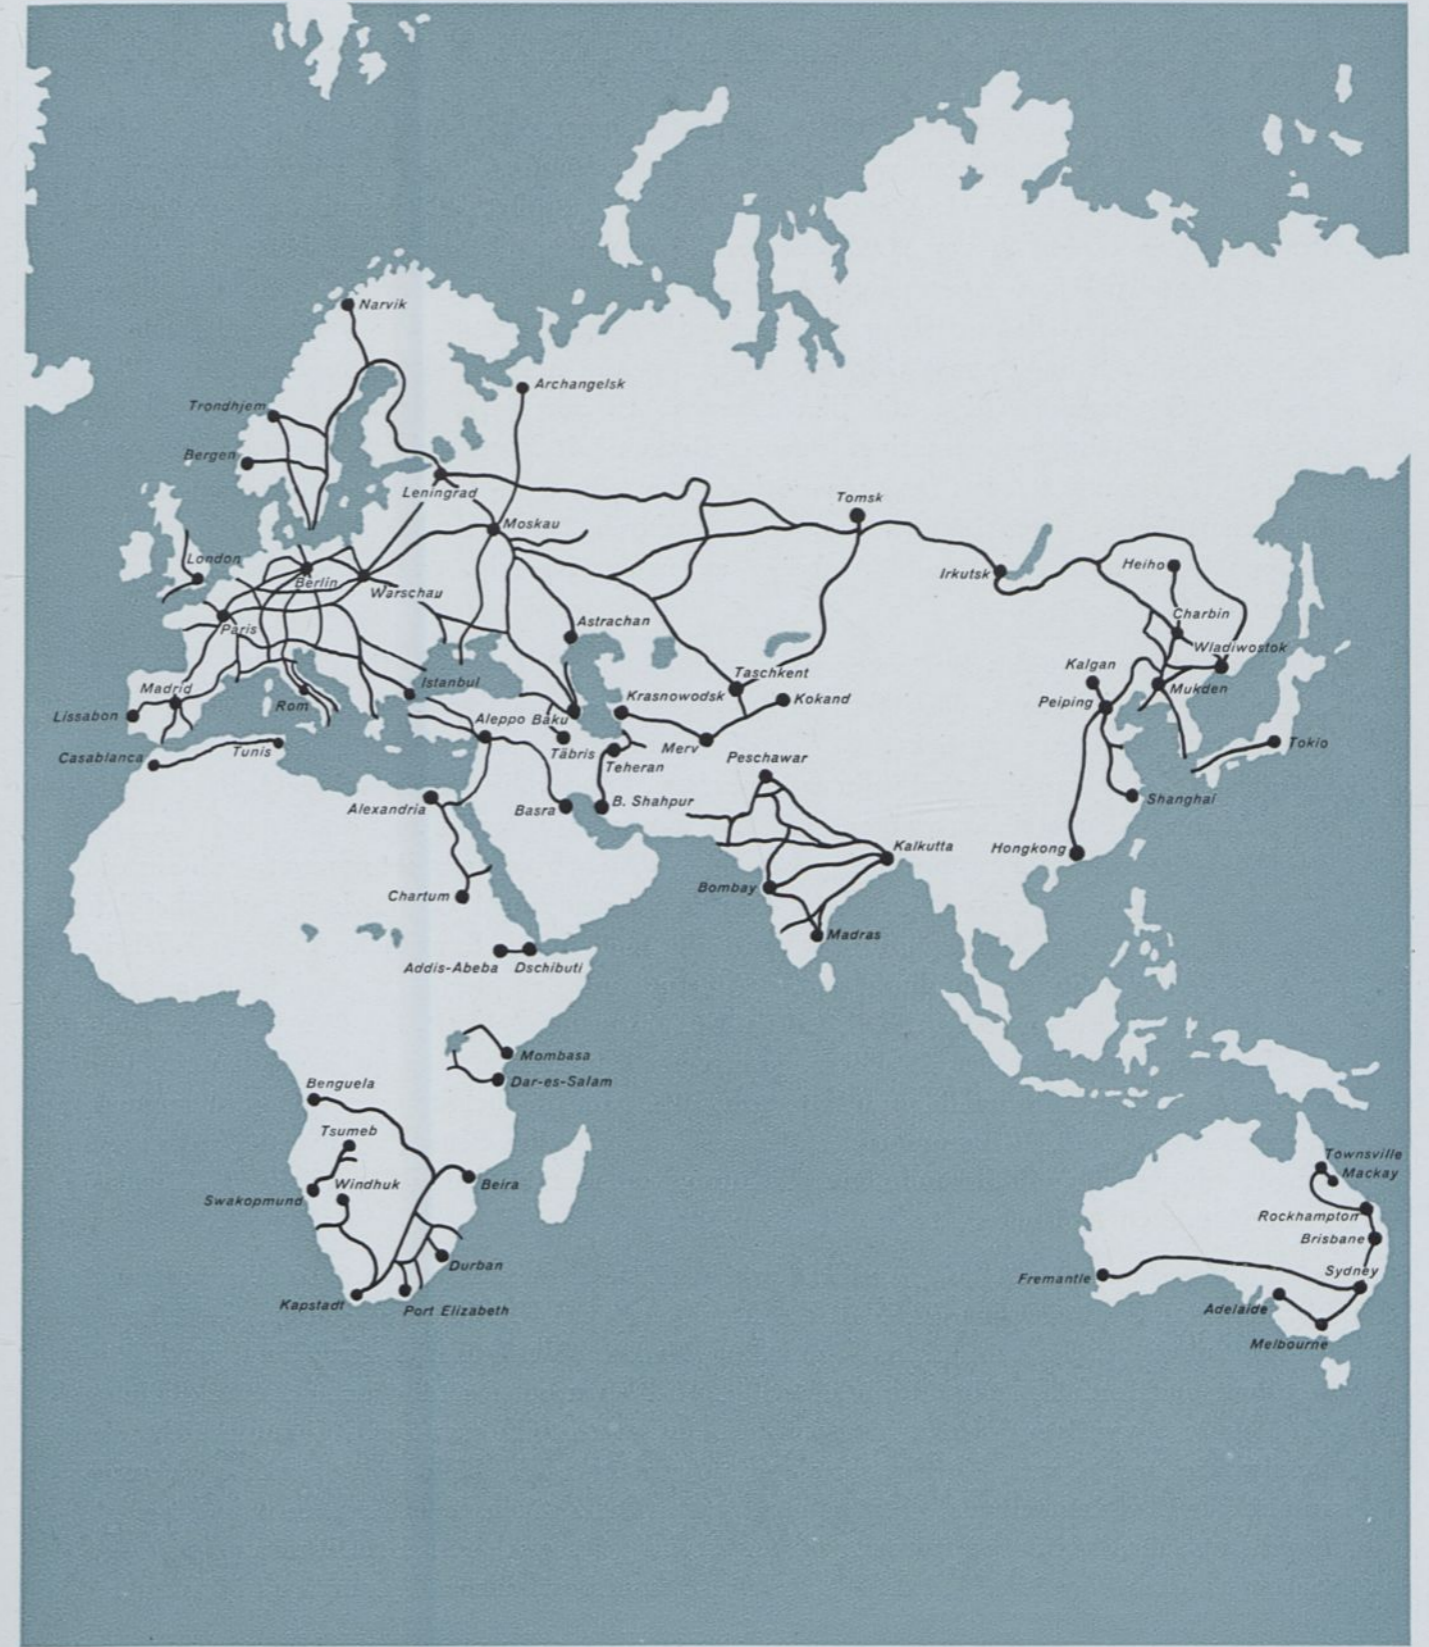 Narvik
Archangelsk
Trondhjem
Bergen
Leningrad
Tomsk
Moskau
London
Berlin
Warschau
Irkutsk
Heiho
Charbin
Paris
Astrachan
Wladiwostok
Kalgan
Taschkent
Madrid
Istanbul
Krasnowodsk
Kokand
Mukden
Peiping
Lissabon
Rom
Aleppo
Baku
Casablanca
Tunis
Täbris
Merv
Tokio
Teheran
Peschawar
Alexandria
Basra
B. Shahpur
Shanghai
Kalkutta
Hongkong
Chartum
Bombay
Madras
Addis-Abeba
Dschibuti
Mombasa
Dar-es-Salam
Benguela
Tsumeb
Windhuk
Beira
Swakopmund
Townsville
Mackay
Rockhampton
Brisbane
Durban
Sydney
Fremantle
Kapstadt
Port Elizabeth
Adelaide
Melbourne